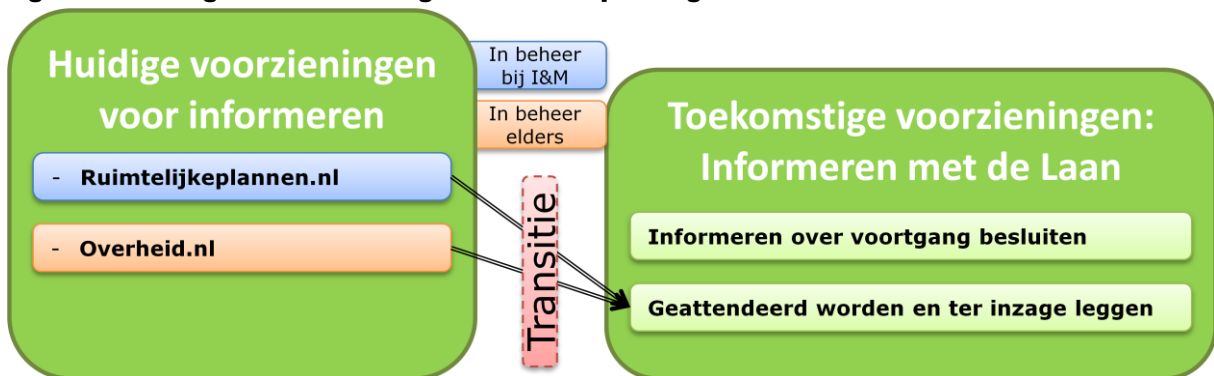 Huidige voorzieningen
voor informeren
- Ruimtelijkeplannen.nl
- Overheid.nl
In beheer
bij I&M
In beheer
elders
Transitie
Toekomstige voorzieningen:
Informeren met de Laan
Informeren over voortgang besluiten
Geattendeerd worden en ter inzage leggen